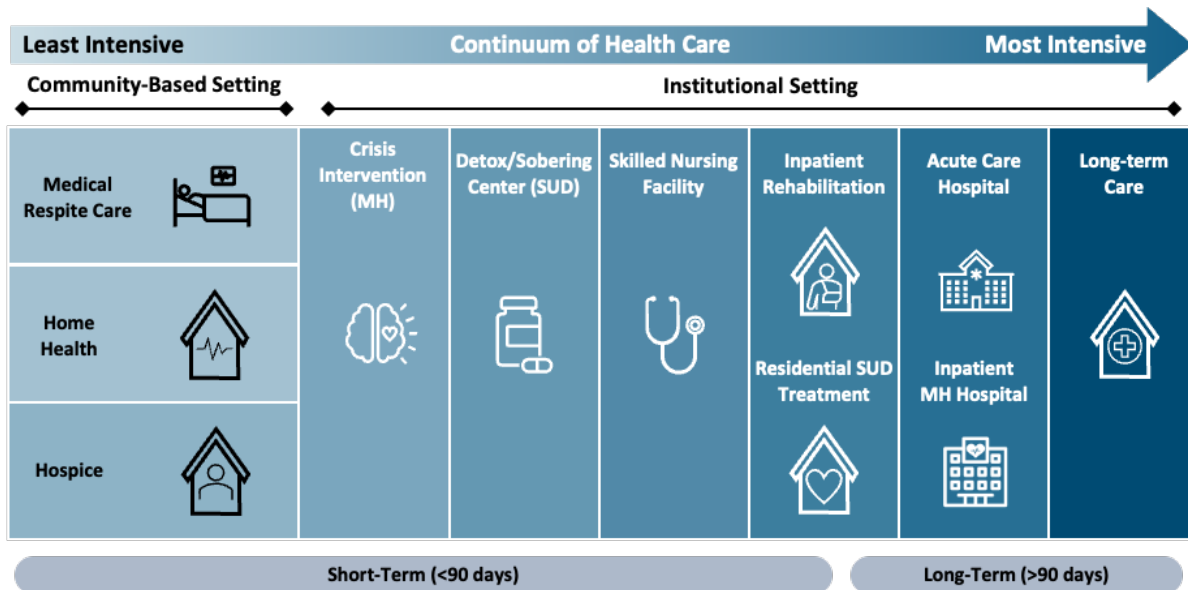 Least Intensive
Continuum of Health Care
Most Intensive
Community-Based Setting
Institutional Setting
Medical
Respite Care
Home
Health
Hospice
Crisis
Intervention
(MH)
Detox/Sobering
Center (SUD)
Skilled Nursing
Facility
Inpatient
Rehabilitation
Residential SUD
Treatment
Acute Care
Hospital
Inpatient
MH Hospital
Long-term
Care
Short-Term (<90 days)
Long-Term (>90 days)